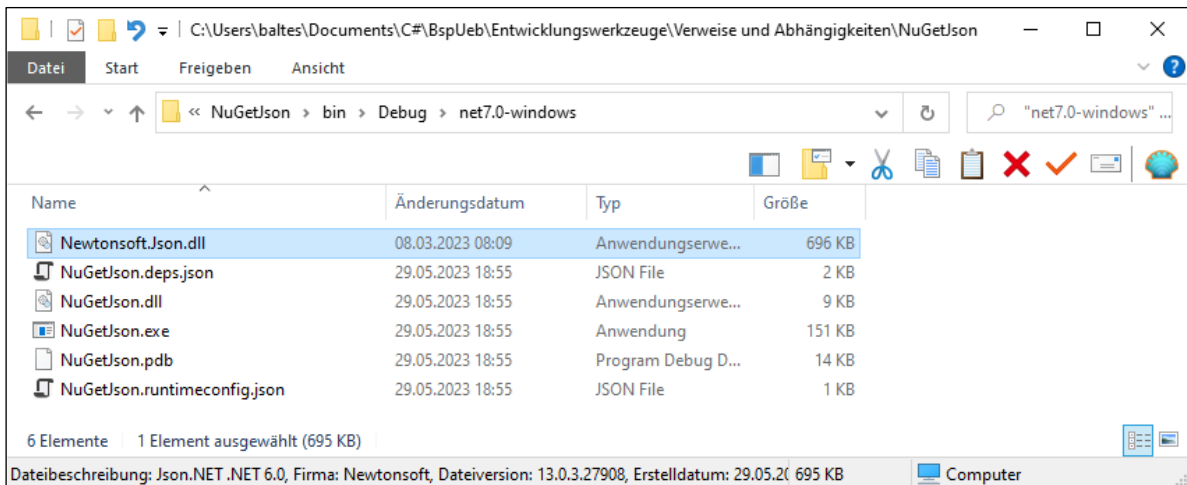 C:\Users\baltes\Documents\C#\BspUeb\Entwicklungswerkzeuge\Verweise und Abhängigkeiten\NuGetJson
Datei Start Freigeben Ansicht
« NuGetJson > bin > Debug > net7.0-windows "net7.0-windows" ...
Name Änderungsdatum Typ Größe
Newtonsoft.Json.dll 08.03.2023 08:09 Anwendungserwe... 696 KB
NuGetJson.deps.json 29.05.2023 18:55 JSON File 2 KB
NuGetJson.dll 29.05.2023 18:55 Anwendungserwe... 9 KB
NuGetJson.exe 29.05.2023 18:55 Anwendung 151 KB
NuGetJson.pdb 29.05.2023 18:55 Program Debug D... 14 KB
NuGetJson.runtimeconfig.json 29.05.2023 18:55 JSON File 1 KB
6 Elemente 1 Element ausgewählt (695 KB)
Dateibeschreibung: Json.NET .NET 6.0, Firma: Newtonsoft, Dateiversion: 13.0.3.27908, Erstelldatum: 29.05.20 695 KB Computer